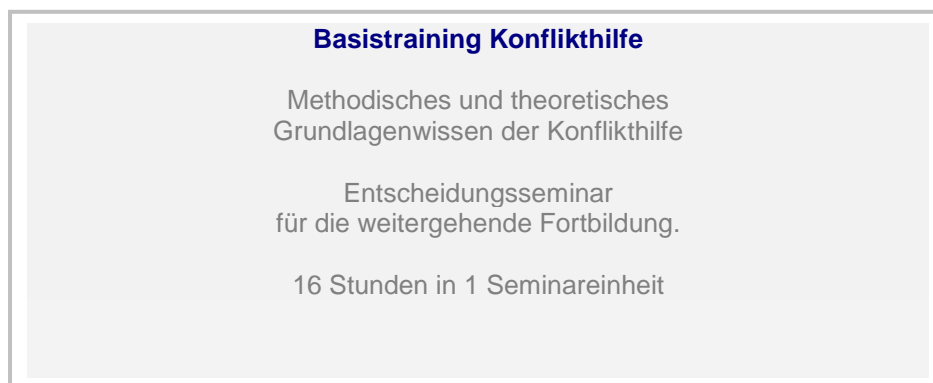 Basistraining Konflikthilfe
Methodisches und theoretisches
Grundlagenwissen der Konflikthilfe
Entscheidungsseminar
für die weitergehende Fortbildung.
16 Stunden in 1 Seminareinheit